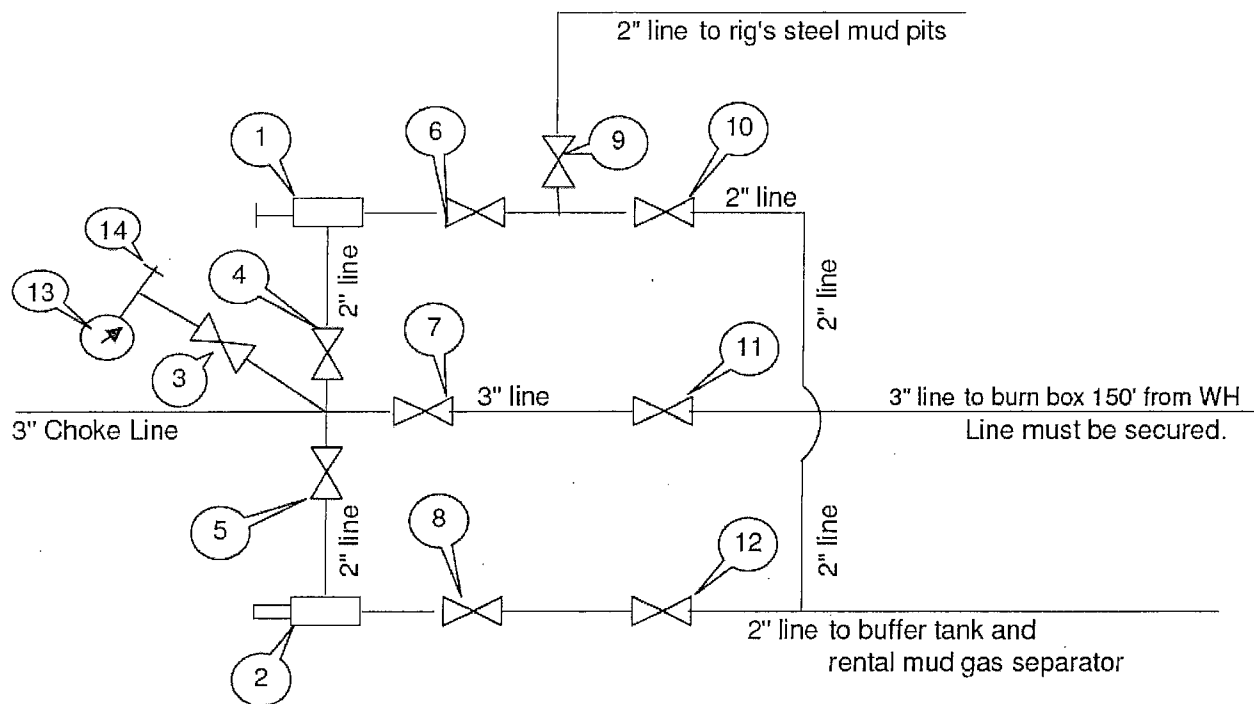 2" line to rig's steel mud pits
1
6
9
10
2" line
14
4
2" line
2" line
13
7
11
3
3" line
3" line to burn box 150' from WH
3" Choke Line
Line must be secured.
5
2" line
8
12
2" line
2" line to buffer tank and
rental mud gas separator
2